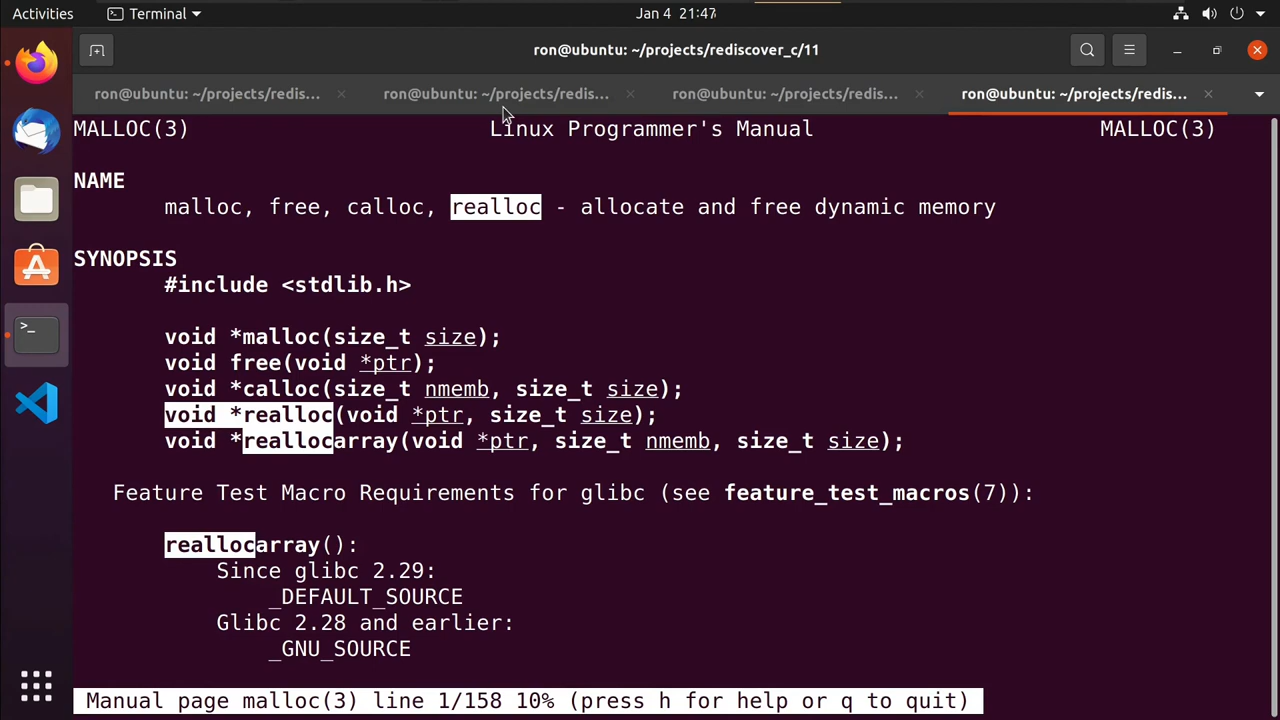 Activities Terminal Jan 4 21:47
ron@ubuntu: ~/projects/rediscover_c/11
ron@ubuntu: ~/projects/redis... × ron@ubuntu: ~/projects/redis... × ron@ubuntu: ~/projects/redis... × ron@ubuntu: ~/projects/redis... ×
MALLOC(3) Linux Programmer's Manual MALLOC(3)
NAME
malloc, free, calloc, realloc - allocate and free dynamic memory
SYNOPSIS
#include <stdlib.h>
void *malloc(size_t size);
void free(void *ptr);
void *calloc(size_t nmemb, size_t size);
void *realloc(void *ptr, size_t size);
void *reallocarray(void *ptr, size_t nmemb, size_t size);
Feature Test Macro Requirements for glibc (see feature_test_macros(7)):
reallocarray():
Since glibc 2.29:
_DEFAULT_SOURCE
Glibc 2.28 and earlier:
_GNU_SOURCE
Manual page malloc(3) line 1/158 10% (press h for help or q to quit)